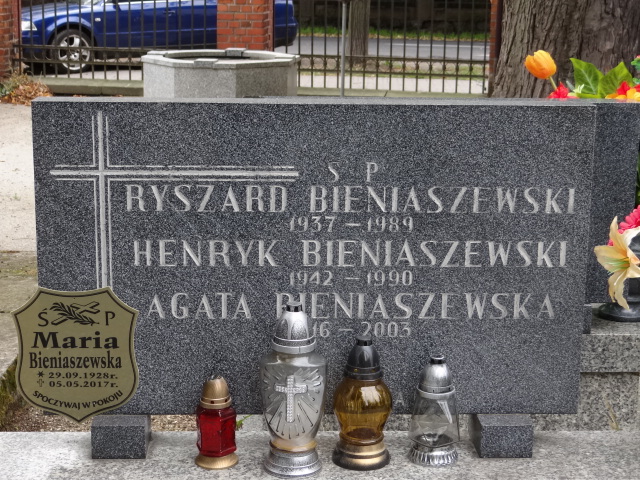 S P
RYSZARD BIENIASZEWSKI
1937 – 1989
HENRYK BIENIASZEWSKI
1942 – 1990
AGATA BIENIASZEWSKA
16 – 2003
Ś P
Maria
Bieniaszewska
* 29.09.1928r.
✝ 05.05.2017r.
SPOCZYWAJ W POKOJU